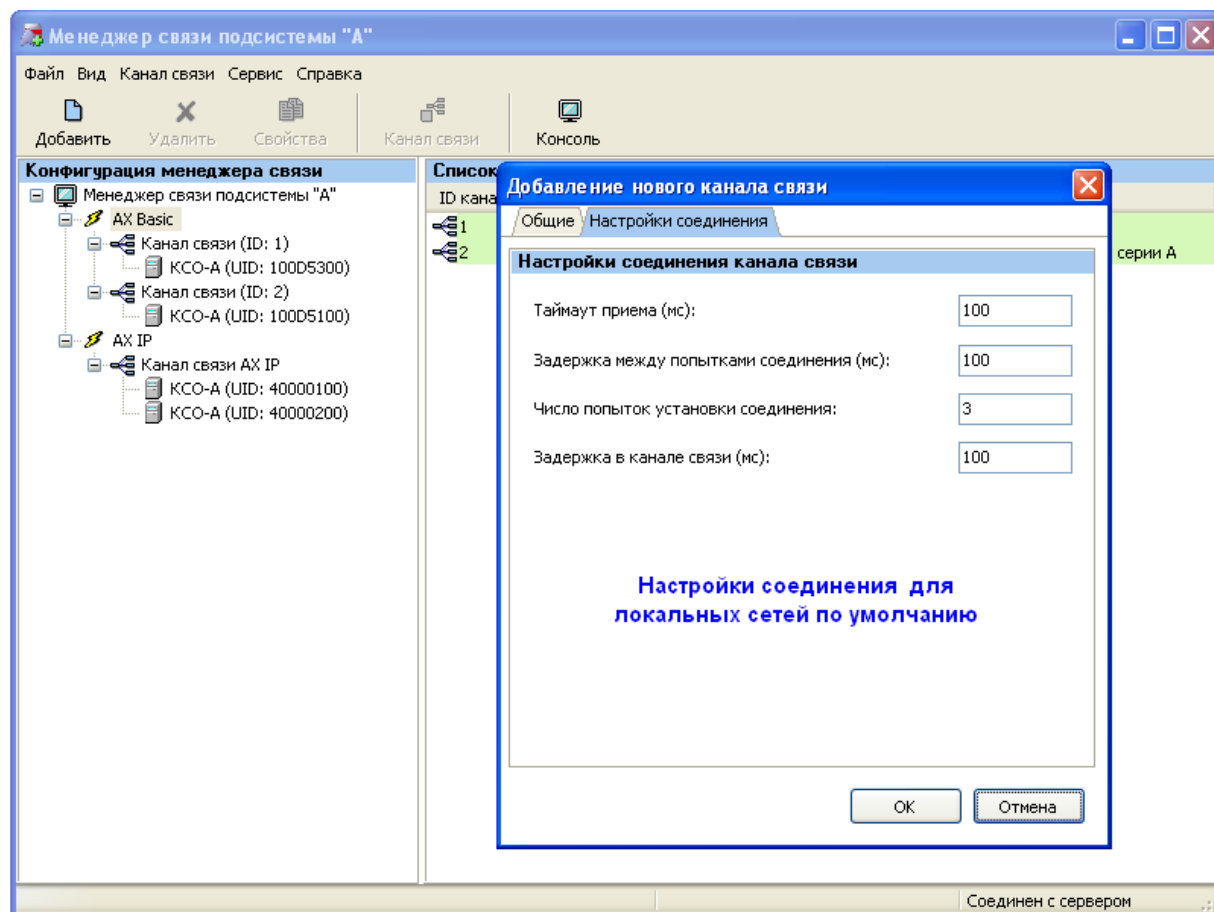 Менеджер связи подсистемы "А"
Файл Вид Канал связи Сервис Справка
Добавить Удалить Свойства Канал связи Консоль
Конфигурация менеджера связи
Менеджер связи подсистемы "А"
AX Basic
Канал связи (ID: 1)
КСО-А (UID: 100D5300)
Канал связи (ID: 2)
КСО-А (UID: 100D5100)
AX IP
Канал связи AX IP
КСО-А (UID: 40000100)
КСО-А (UID: 40000200)
Список
ID кана
1
2
серии А
Добавление нового канала связи
Общие Настройки соединения
Настройки соединения канала связи
Таймаут приема (мс): 100
Задержка между попытками соединения (мс): 100
Число попыток установки соединения: 3
Задержка в канале связи (мс): 100
Настройки соединения для
локальных сетей по умолчанию
ОК Отмена
Соединен с сервером